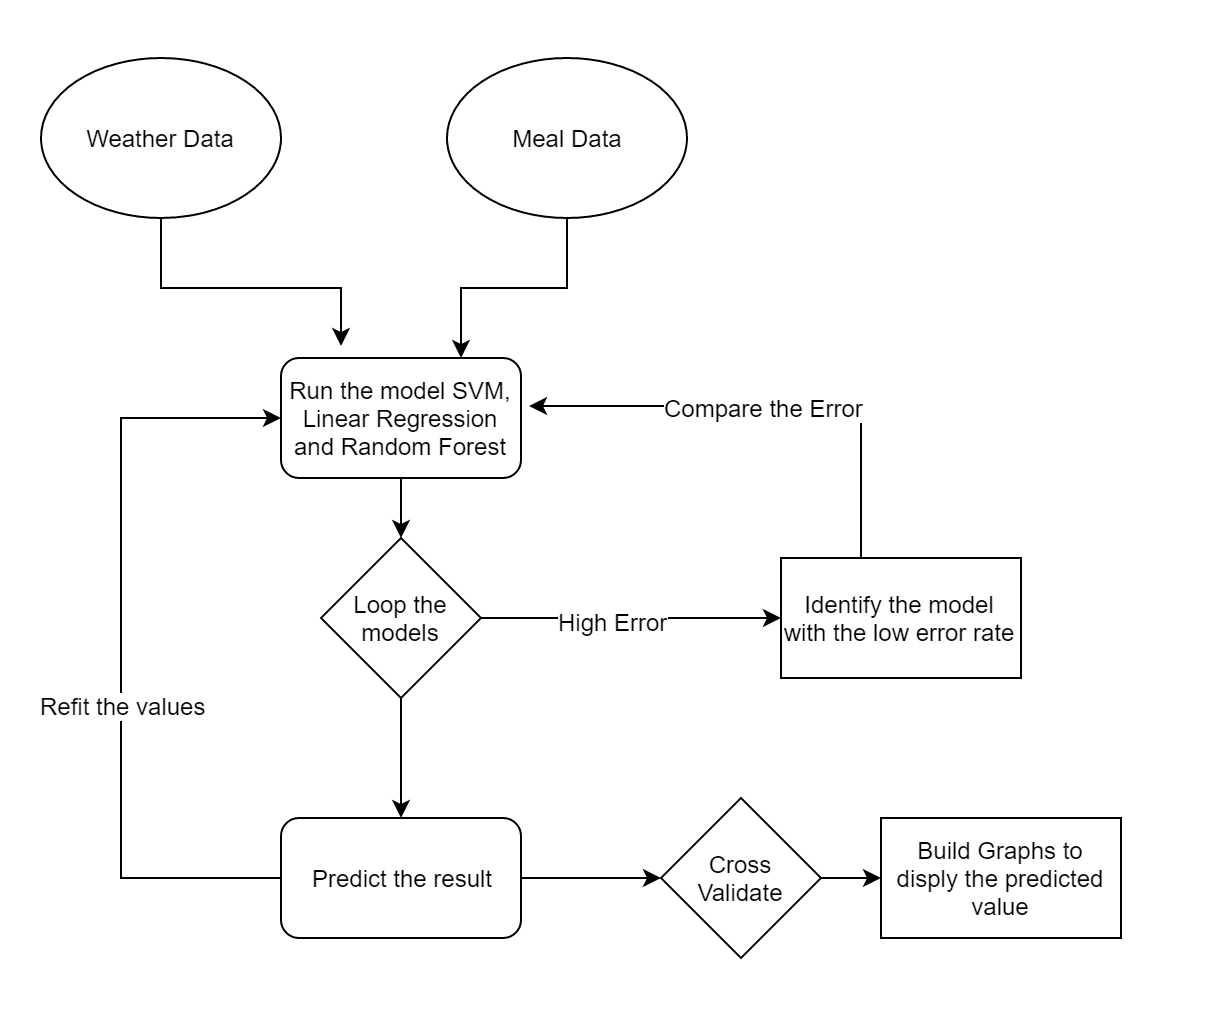 Weather Data
Meal Data
Run the model SVM,
Linear Regression
and Random Forest
Compare the Error
Loop the
models
High Error
Identify the model
with the low error rate
Refit the values
Predict the result
Cross
Validate
Build Graphs to
disply the predicted
value